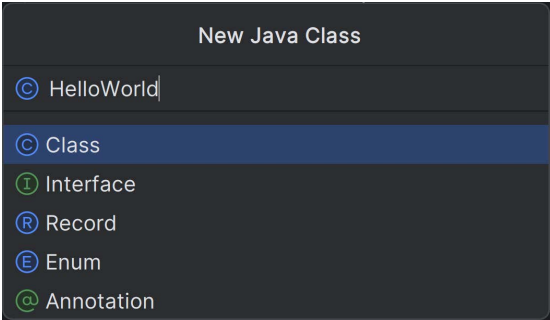 New Java Class
C HelloWorld
C Class
I Interface
R Record
E Enum
@ Annotation